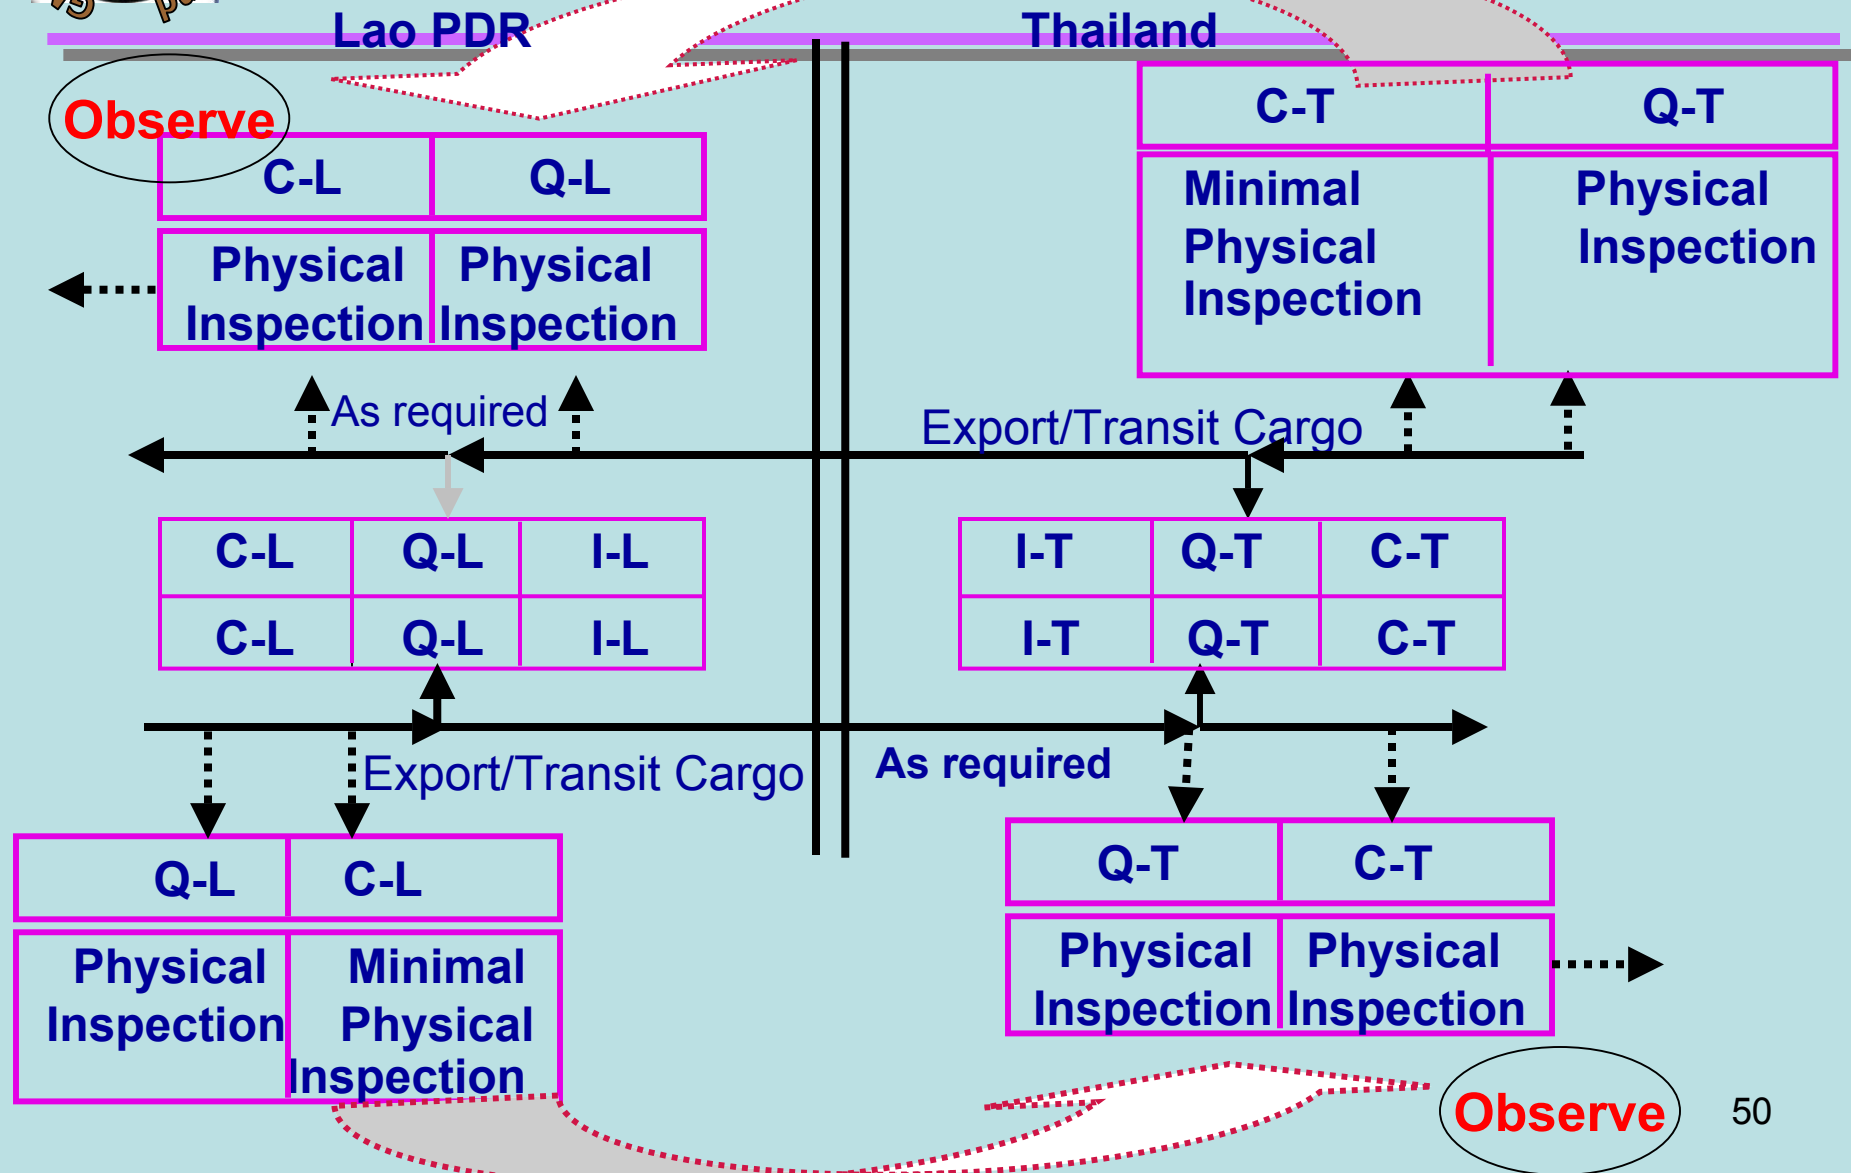 Lao PDR
Thailand
Observe
C-L Q-L
Physical Physical
Inspection Inspection
C-T Q-T
Minimal
Physical
Inspection
Physical
Inspection
As required
Export/Transit Cargo
C-L Q-L I-L
C-L Q-L I-L
I-T Q-T C-T
I-T Q-T C-T
Export/Transit Cargo
As required
Q-L C-L
Physical
Inspection
Minimal
Physical
Inspection
Q-T C-T
Physical Physical
Inspection Inspection
Observe
50